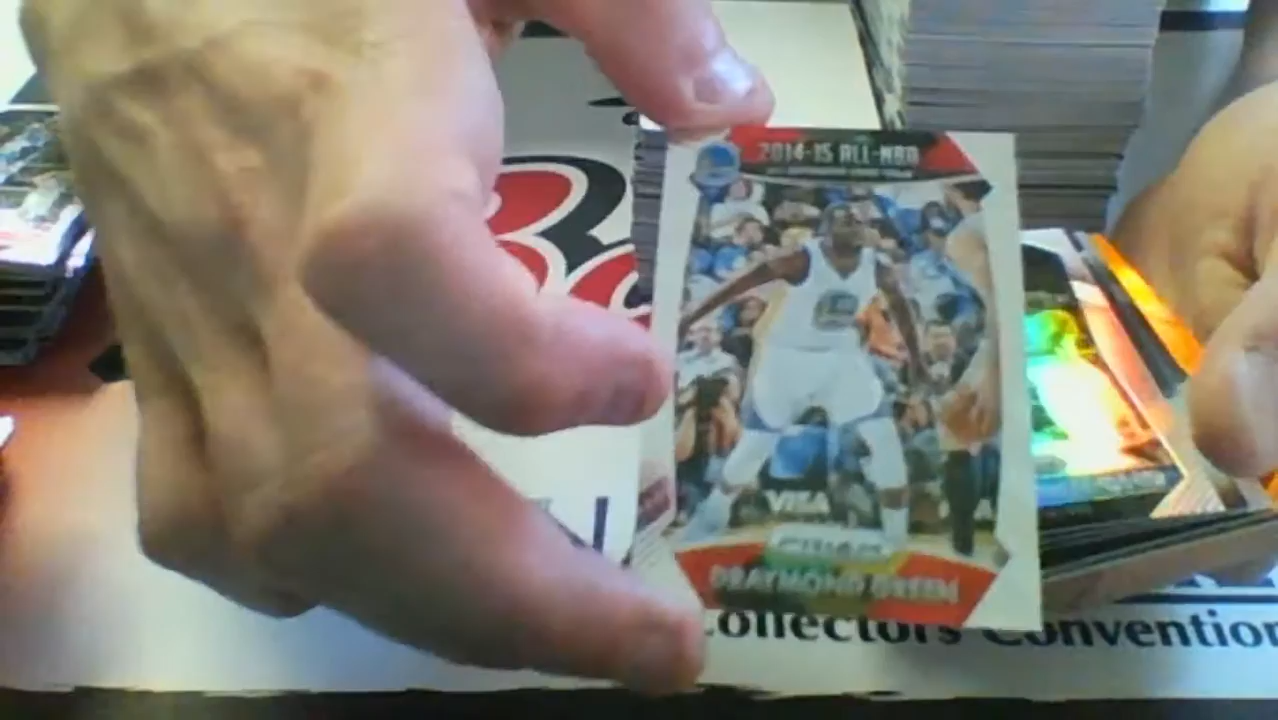 2014-15 ALL-NBA
VISA
PRIZM
DRAYMOND GREEN
Collectors Convention